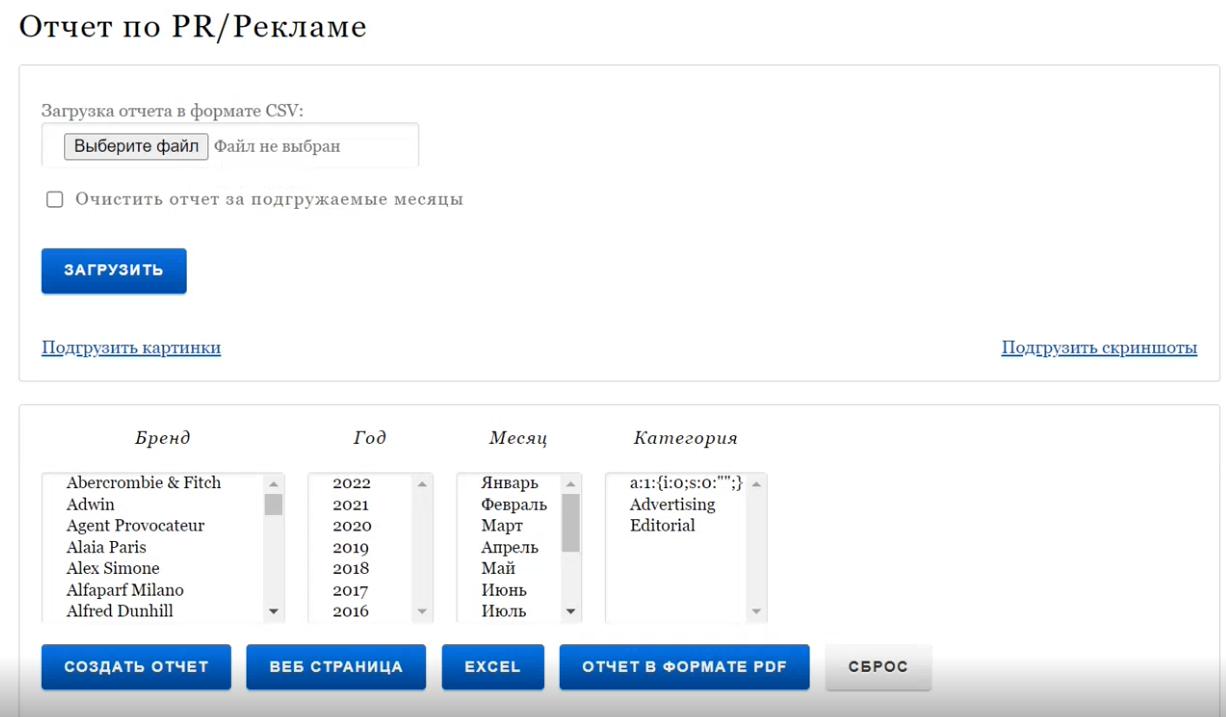 Отчет по PR/Рекламе
Загрузка отчета в формате CSV:
Выберите файл Файл не выбран
Очистить отчет за подгружаемые месяцы
ЗАГРУЗИТЬ
Подгрузить картинки Подгрузить скриншоты
Бренд Год Месяц Категория
Abercrombie & Fitch 2022 Январь a:1:{i:0;s:0:"";}
Adwin 2021 Февраль Advertising
Agent Provocateur 2020 Март Editorial
Alaia Paris 2019 Апрель
Alex Simone 2018 Май
Alfaparf Milano 2017 Июнь
Alfred Dunhill 2016 Июль
СОЗДАТЬ ОТЧЕТ ВЕБ СТРАНИЦА EXCEL ОТЧЕТ В ФОРМАТЕ PDF СБРОС